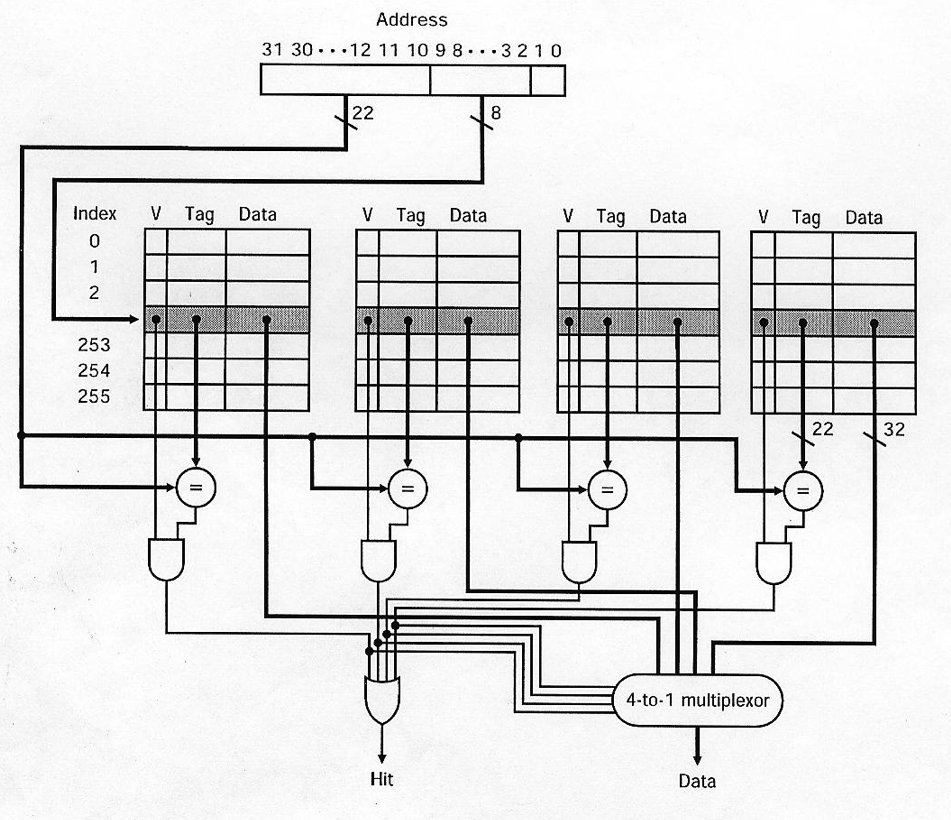 Address
31 30 ··· 12 11 10 9 8 ··· 3 2 1 0
22
8
Index V Tag Data V Tag Data V Tag Data V Tag Data
0
1
2
253
254
255
22 32
= = = =
4-to-1 multiplexor
Hit
Data